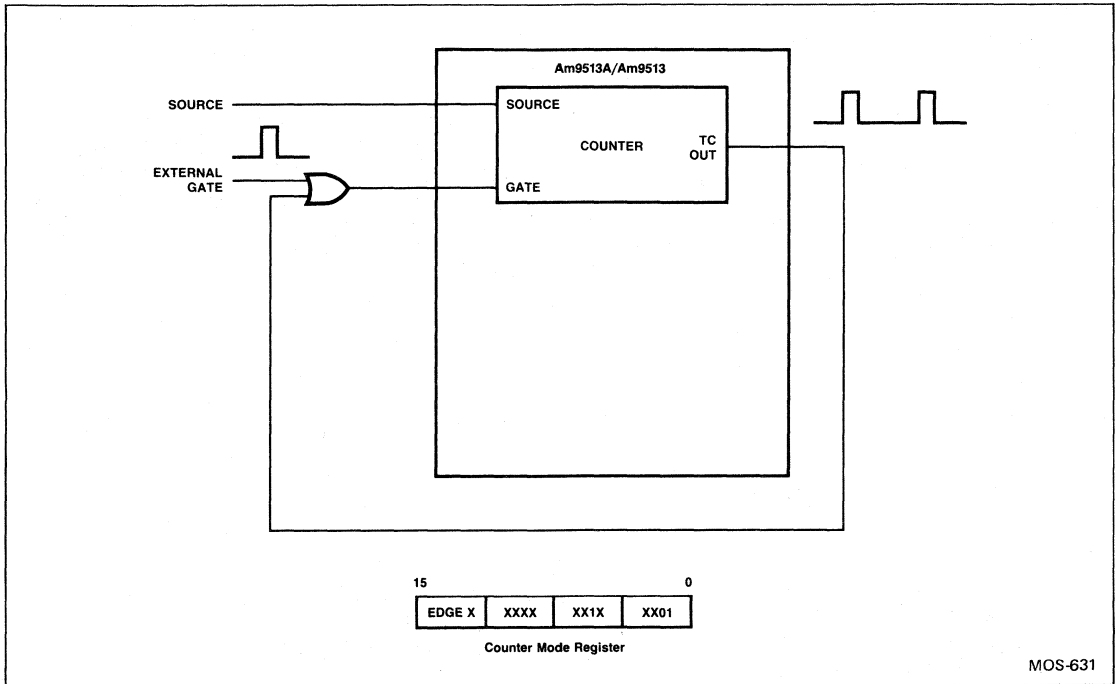 Am9513A/Am9513
SOURCE
SOURCE
COUNTER
TC
OUT
EXTERNAL
GATE
GATE
15
0
EDGE X
XXXX
XX1X
XX01
Counter Mode Register
MOS-631